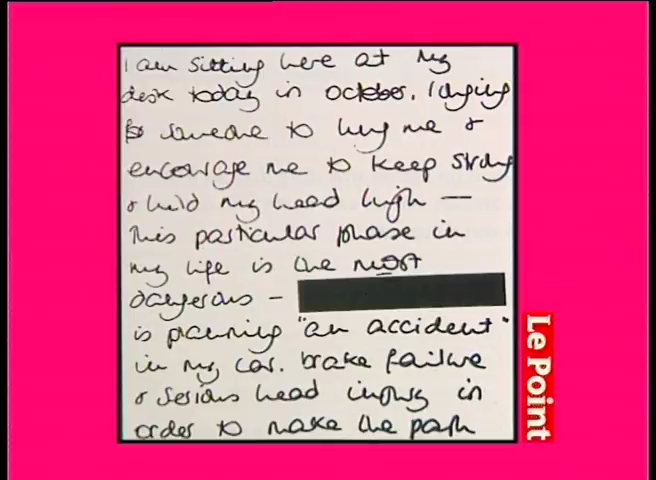 I am sitting here at my
desk today in october, longing
for someone to hug me &
encourage me to keep strong
& hold my head high —
This particular phase in
my life is the most
dangerous –
is planning "an accident"
in my car. brake failure
& serious head injury in
order to make the path
Le Point